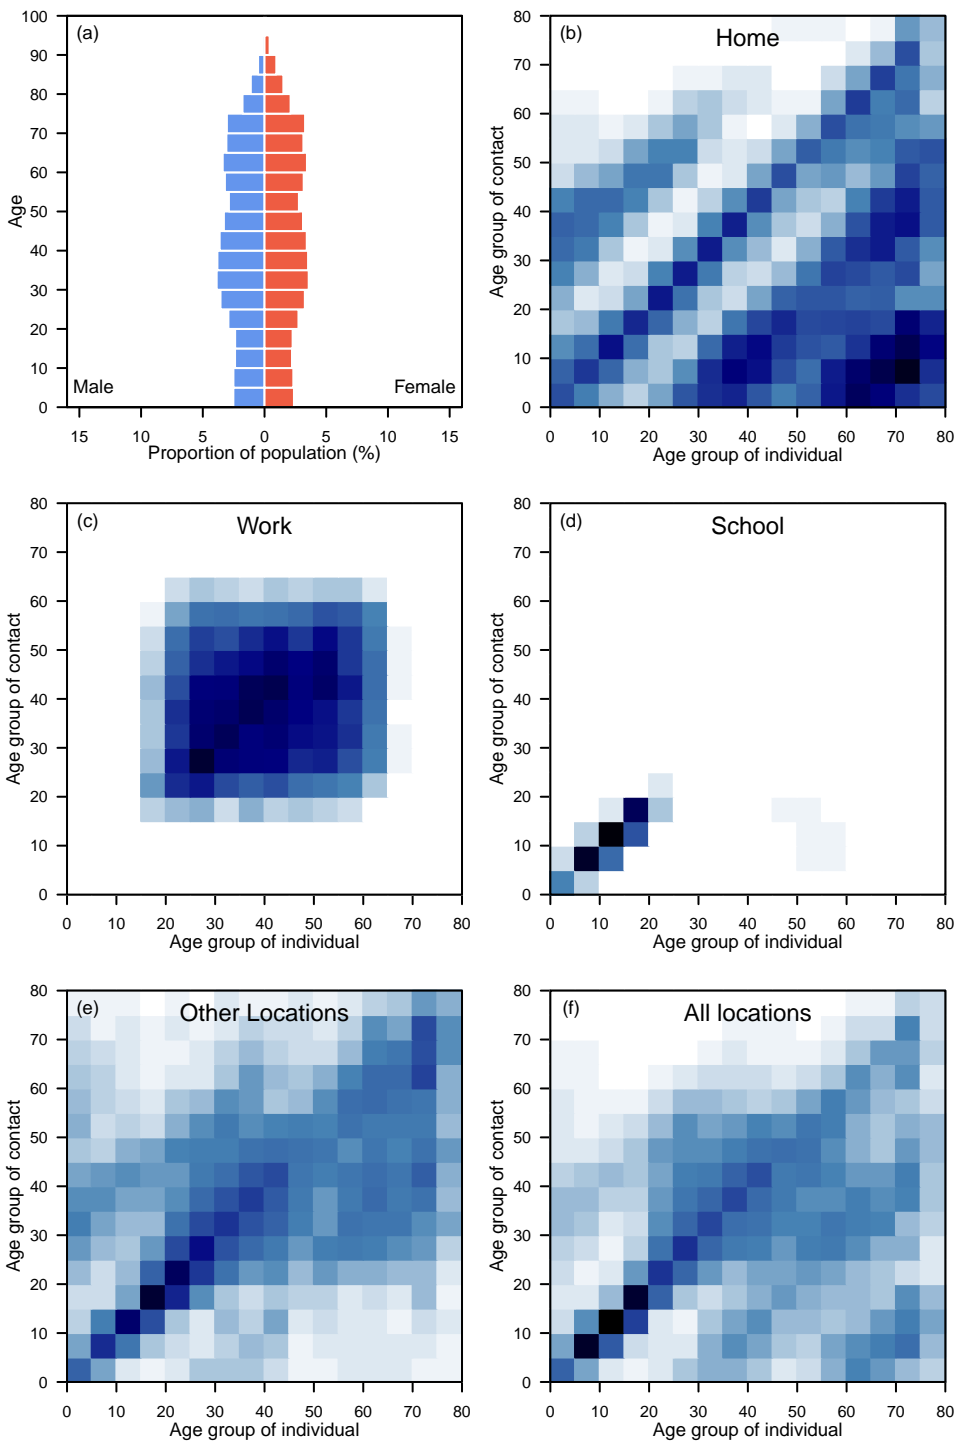 (a)
100
90
80
70
60
50
40
30
20
10
0
Age
Male
Female
15 10 5 0 5 10 15
Proportion of population (%)
(b)
Home
80
70
60
50
40
30
20
10
0
Age group of contact
0 10 20 30 40 50 60 70 80
Age group of individual
(c)
Work
80
70
60
50
40
30
20
10
0
Age group of contact
0 10 20 30 40 50 60 70 80
Age group of individual
(d)
School
80
70
60
50
40
30
20
10
0
Age group of contact
0 10 20 30 40 50 60 70 80
Age group of individual
(e)
Other Locations
80
70
60
50
40
30
20
10
0
Age group of contact
0 10 20 30 40 50 60 70 80
Age group of individual
(f)
All locations
80
70
60
50
40
30
20
10
0
Age group of contact
0 10 20 30 40 50 60 70 80
Age group of individual